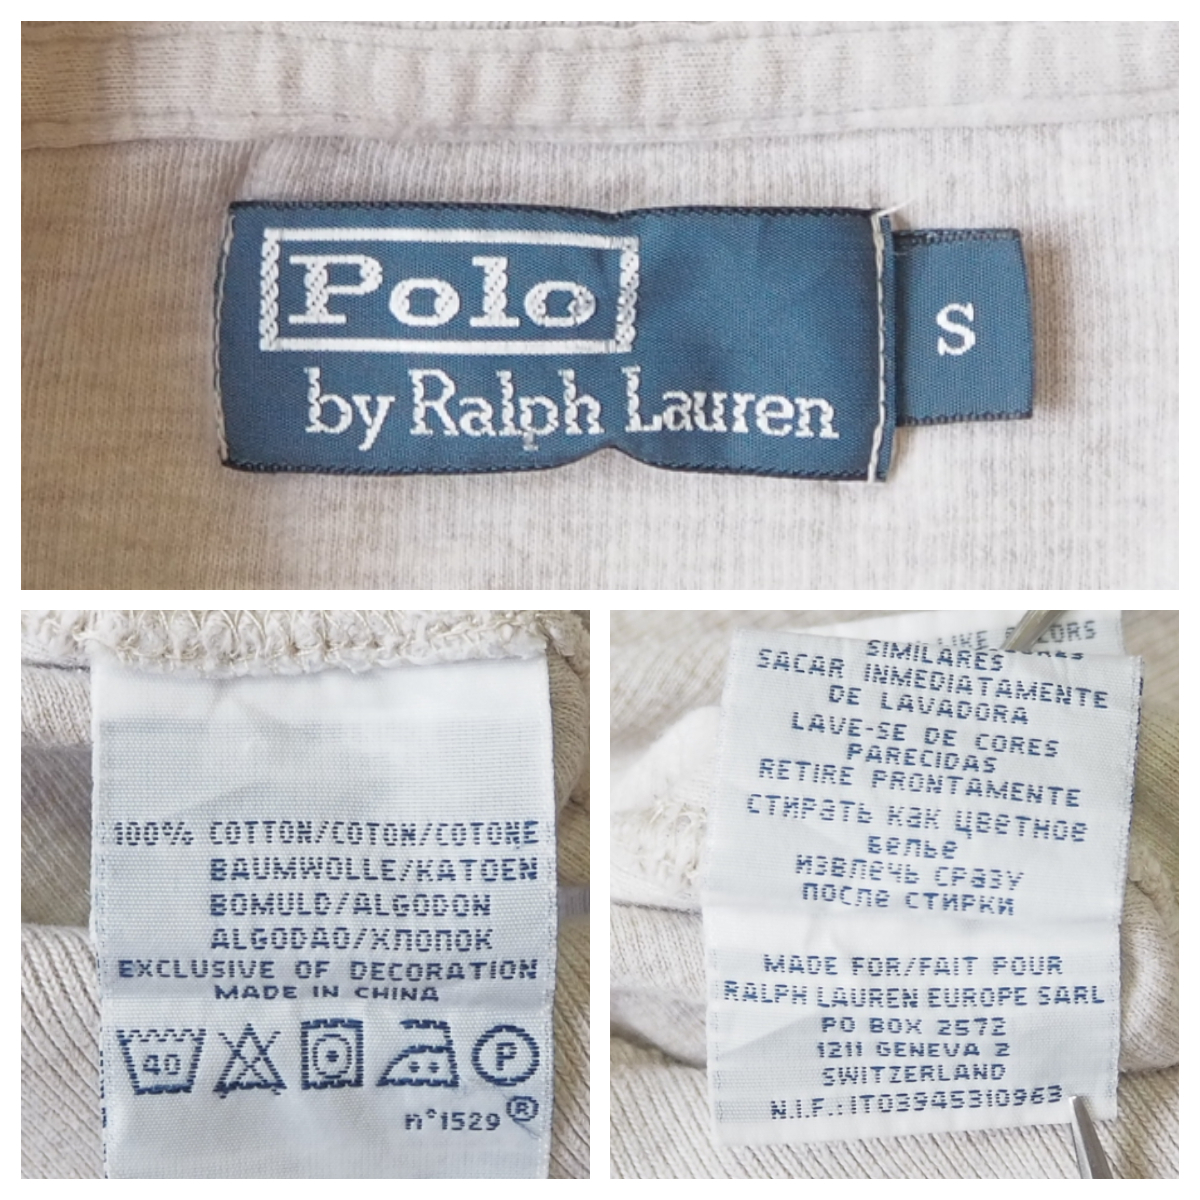 Polo
by Ralph Lauren
S
100% COTTON/COTON/COTONE
BAUMWOLLE/KATOEN
BOMULD/ALGODON
ALGODAO/ХЛОПОК
EXCLUSIVE OF DECORATION
MADE IN CHINA
40
P
n°1529®
LIKE COLORS
SIMILARES
SACAR INMEDIATAMENTE
DE LAVADORA
LAVE-SE DE CORES
PARECIDAS
RETIRE PRONTAMENTE
СТИРАТЬ КАК ЦВЕТНОЕ
БЕЛЬЕ
ИЗВЛЕЧЬ СРАЗУ
ПОСЛЕ СТИРКИ
MADE FOR/FAIT POUR
RALPH LAUREN EUROPE SARL
PO BOX 2572
1211 GENEVA 2
SWITZERLAND
N.I.F.:IT03945310963